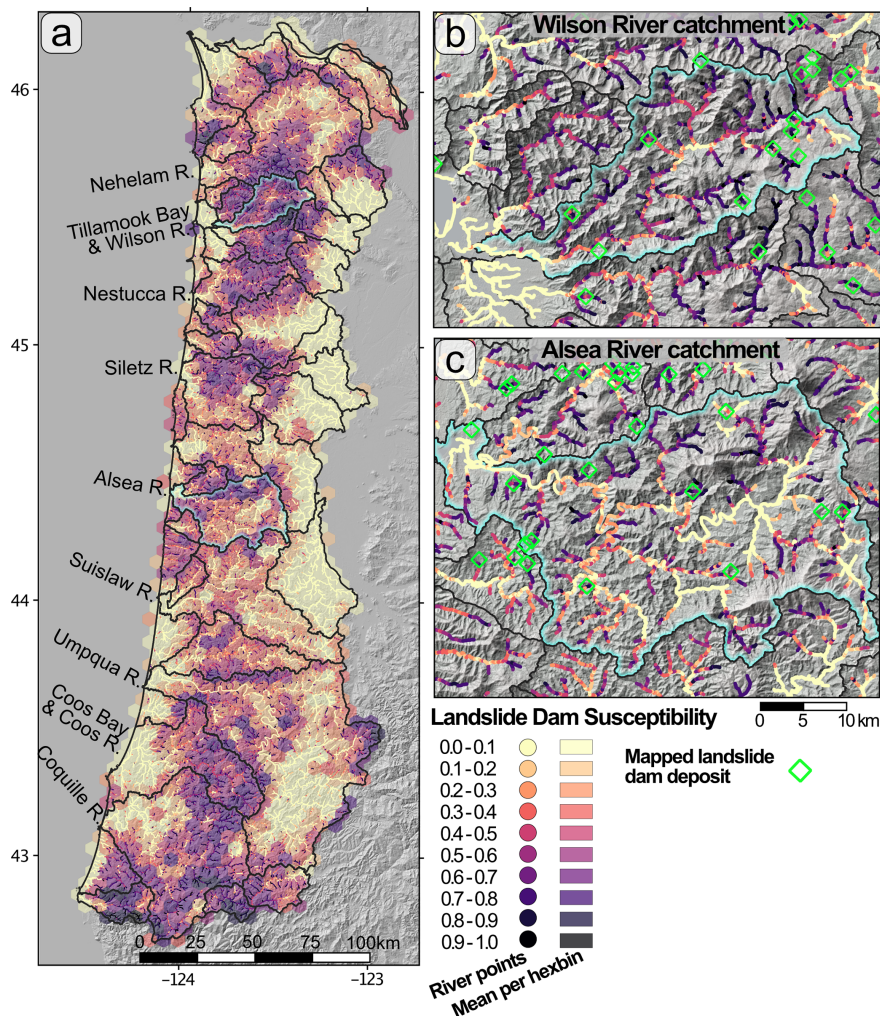 a
46
45
44
43
−124
−123
Nehelam R.
Tillamook Bay
& Wilson R.
Nestucca R.
Siletz R.
Alsea R.
Suislaw R.
Umpqua R.
Coos Bay
& Coos R.
Coquille R.
0 25 50 75 100km
b
Wilson River catchment
c
Alsea River catchment
0 5 10 km
Landslide Dam Susceptibility
0.0 - 0.1
0.1 - 0.2
0.2 - 0.3
0.3 - 0.4
0.4 - 0.5
0.5 - 0.6
0.6 - 0.7
0.7 - 0.8
0.8 - 0.9
0.9 - 1.0
River points
Mean per hexbin
Mapped landslide
dam deposit